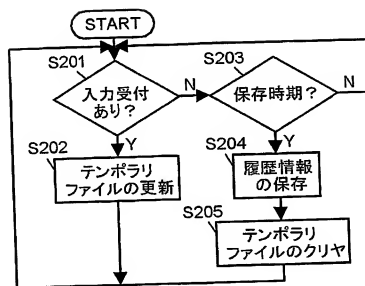 START
S201
入力受付
あり?
N
Y
S202
テンポラリ
ファイルの更新
S203
保存時期?
N
Y
S204
履歴情報
の保存
S205
テンポラリ
ファイルのクリヤ